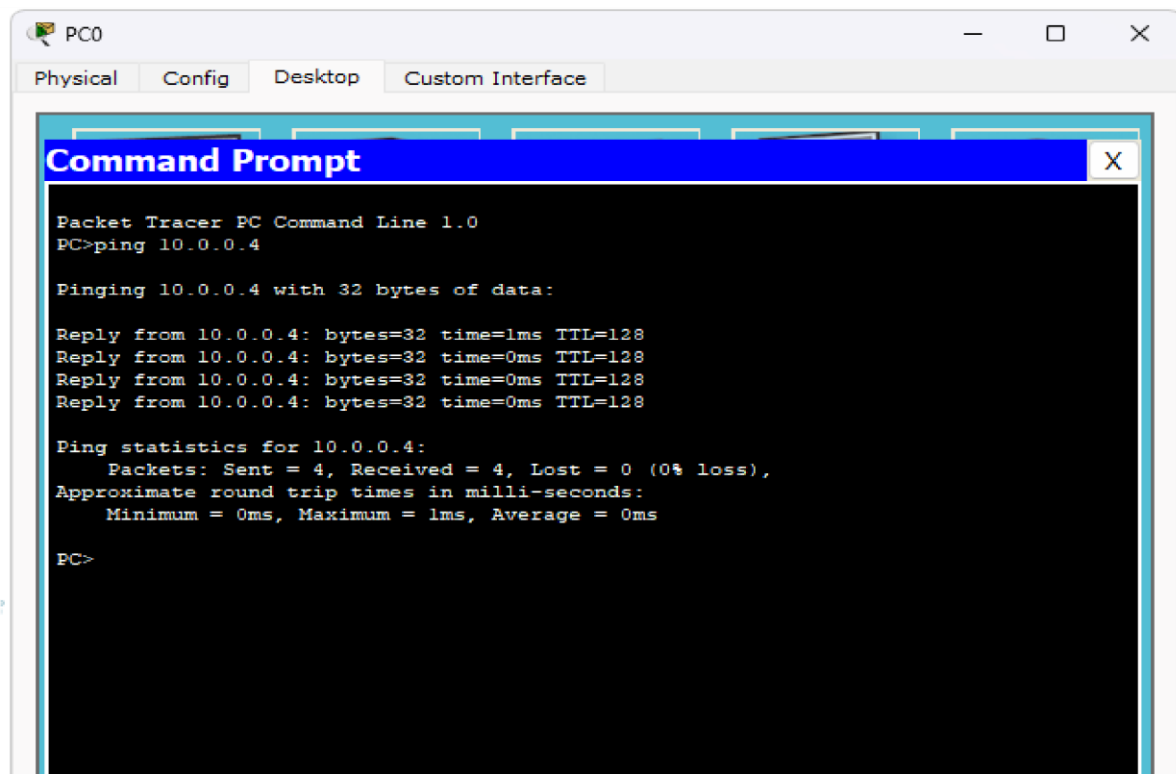 PC0
Physical Config Desktop Custom Interface
Command Prompt X
Packet Tracer PC Command Line 1.0
PC>ping 10.0.0.4
Pinging 10.0.0.4 with 32 bytes of data:
Reply from 10.0.0.4: bytes=32 time=1ms TTL=128
Reply from 10.0.0.4: bytes=32 time=0ms TTL=128
Reply from 10.0.0.4: bytes=32 time=0ms TTL=128
Reply from 10.0.0.4: bytes=32 time=0ms TTL=128
Ping statistics for 10.0.0.4:
Packets: Sent = 4, Received = 4, Lost = 0 (0% loss),
Approximate round trip times in milli-seconds:
Minimum = 0ms, Maximum = 1ms, Average = 0ms
PC>